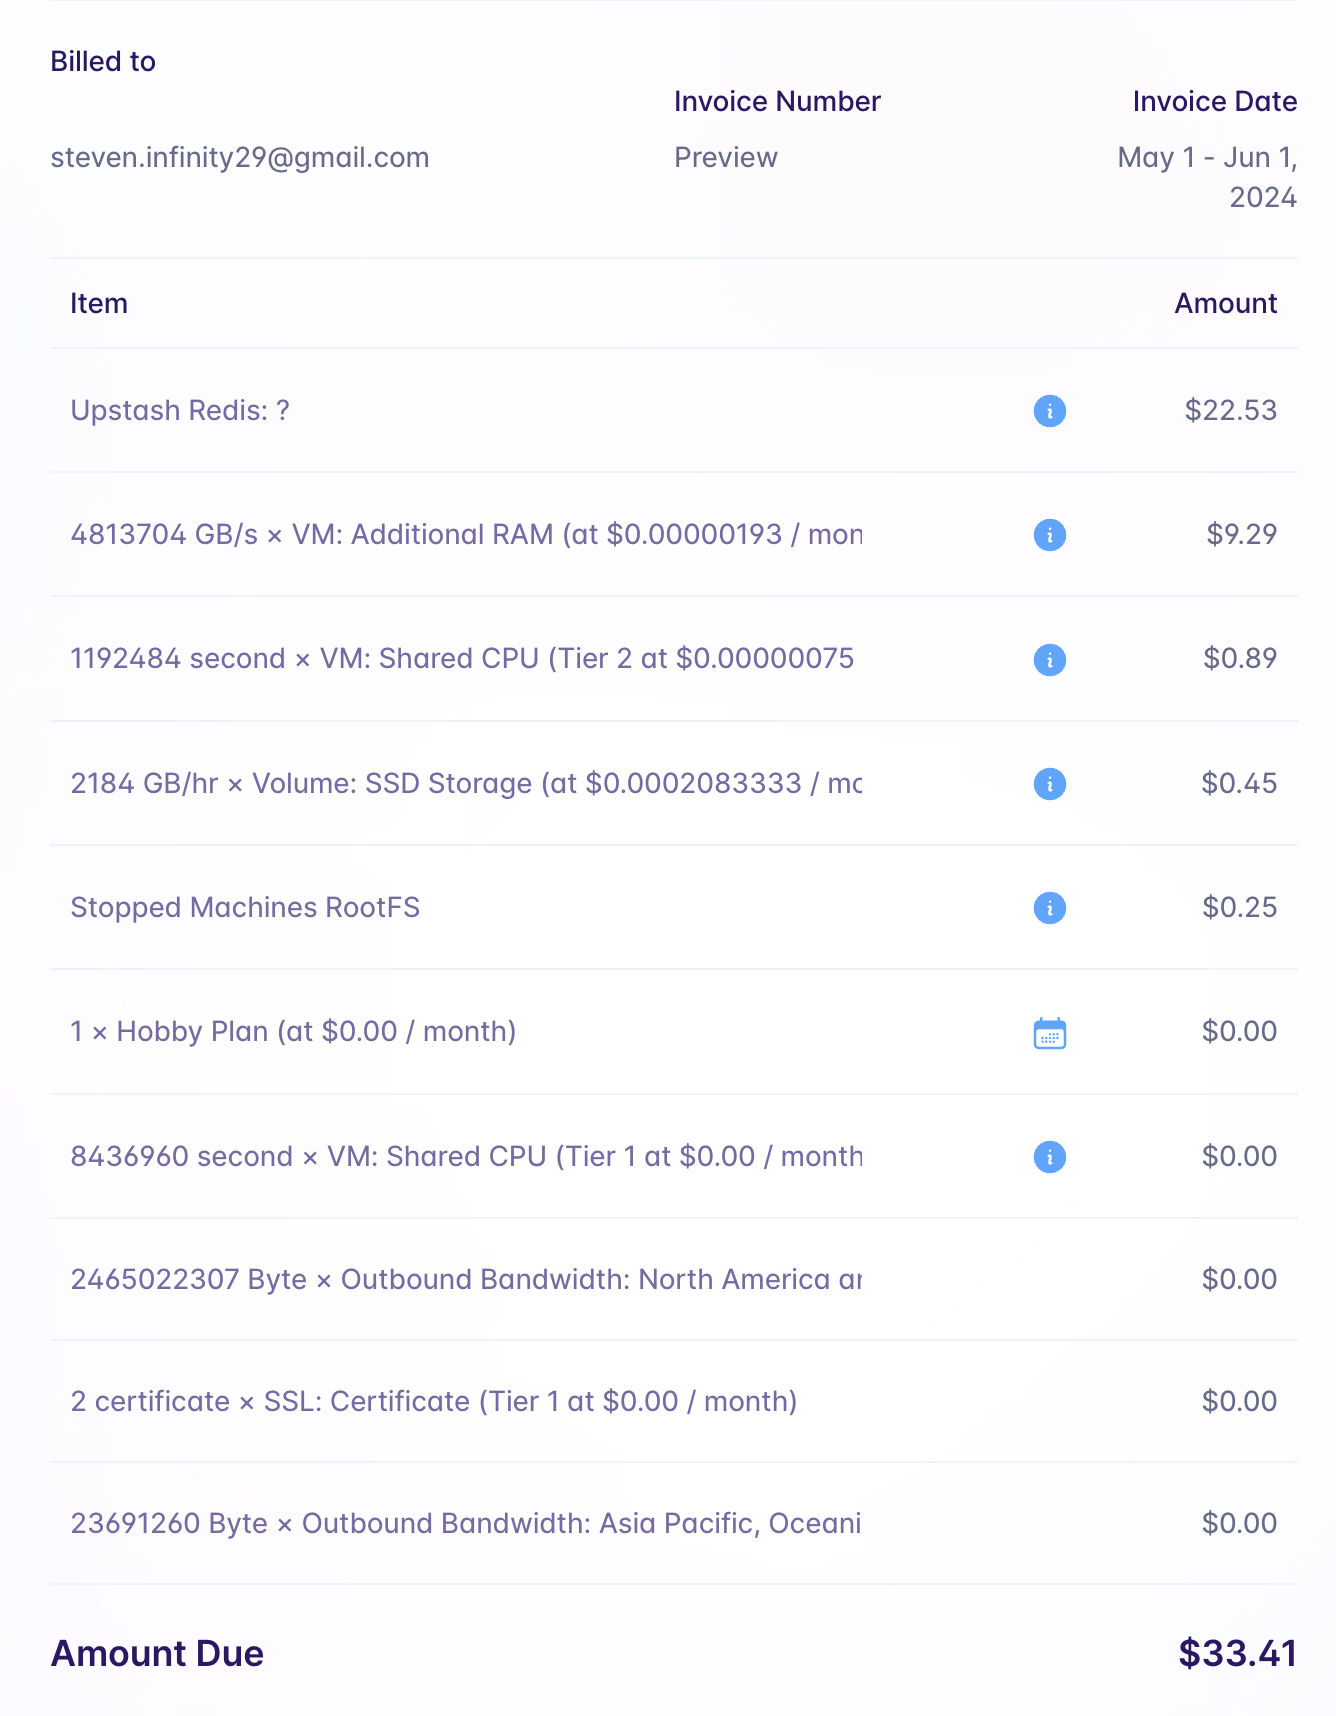 Billed to
Invoice Number
Invoice Date
steven.infinity29@gmail.com
Preview
May 1 - Jun 1,
2024
Item
Amount
Upstash Redis: ?
$22.53
4813704 GB/s × VM: Additional RAM (at $0.00000193 / mon
$9.29
1192484 second × VM: Shared CPU (Tier 2 at $0.00000075
$0.89
2184 GB/hr × Volume: SSD Storage (at $0.0002083333 / mo
$0.45
Stopped Machines RootFS
$0.25
1 × Hobby Plan (at $0.00 / month)
$0.00
8436960 second × VM: Shared CPU (Tier 1 at $0.00 / month
$0.00
2465022307 Byte × Outbound Bandwidth: North America ar
$0.00
2 certificate × SSL: Certificate (Tier 1 at $0.00 / month)
$0.00
23691260 Byte × Outbound Bandwidth: Asia Pacific, Oceani
$0.00
Amount Due
$33.41